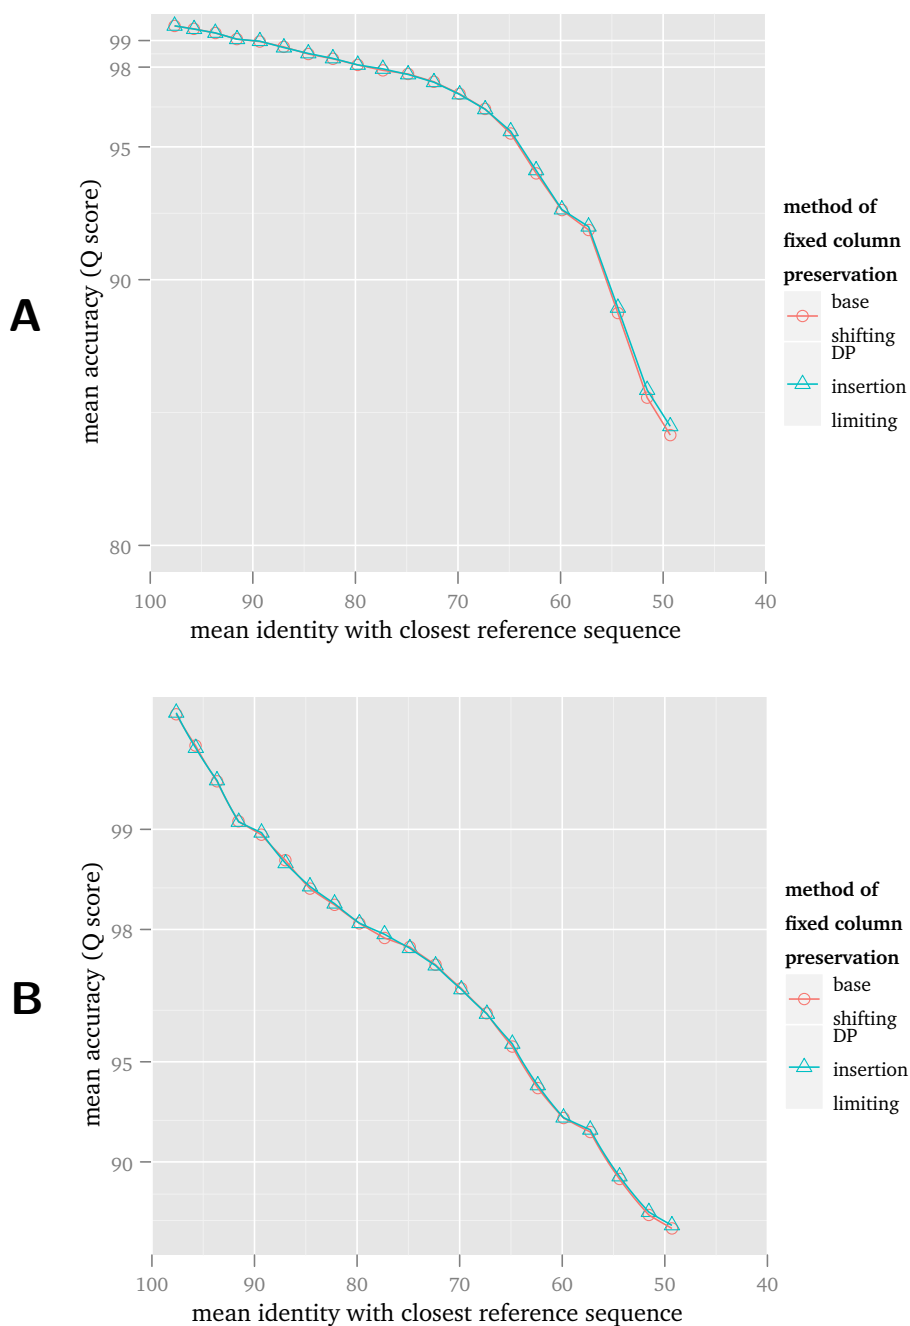 A
mean accuracy (Q score)
99
98
95
90
80
100 90 80 70 60 50 40
mean identity with closest reference sequence
method of
fixed column
preservation
base
shifting
DP
insertion
limiting
B
mean accuracy (Q score)
99
98
95
90
100 90 80 70 60 50 40
mean identity with closest reference sequence
method of
fixed column
preservation
base
shifting
DP
insertion
limiting